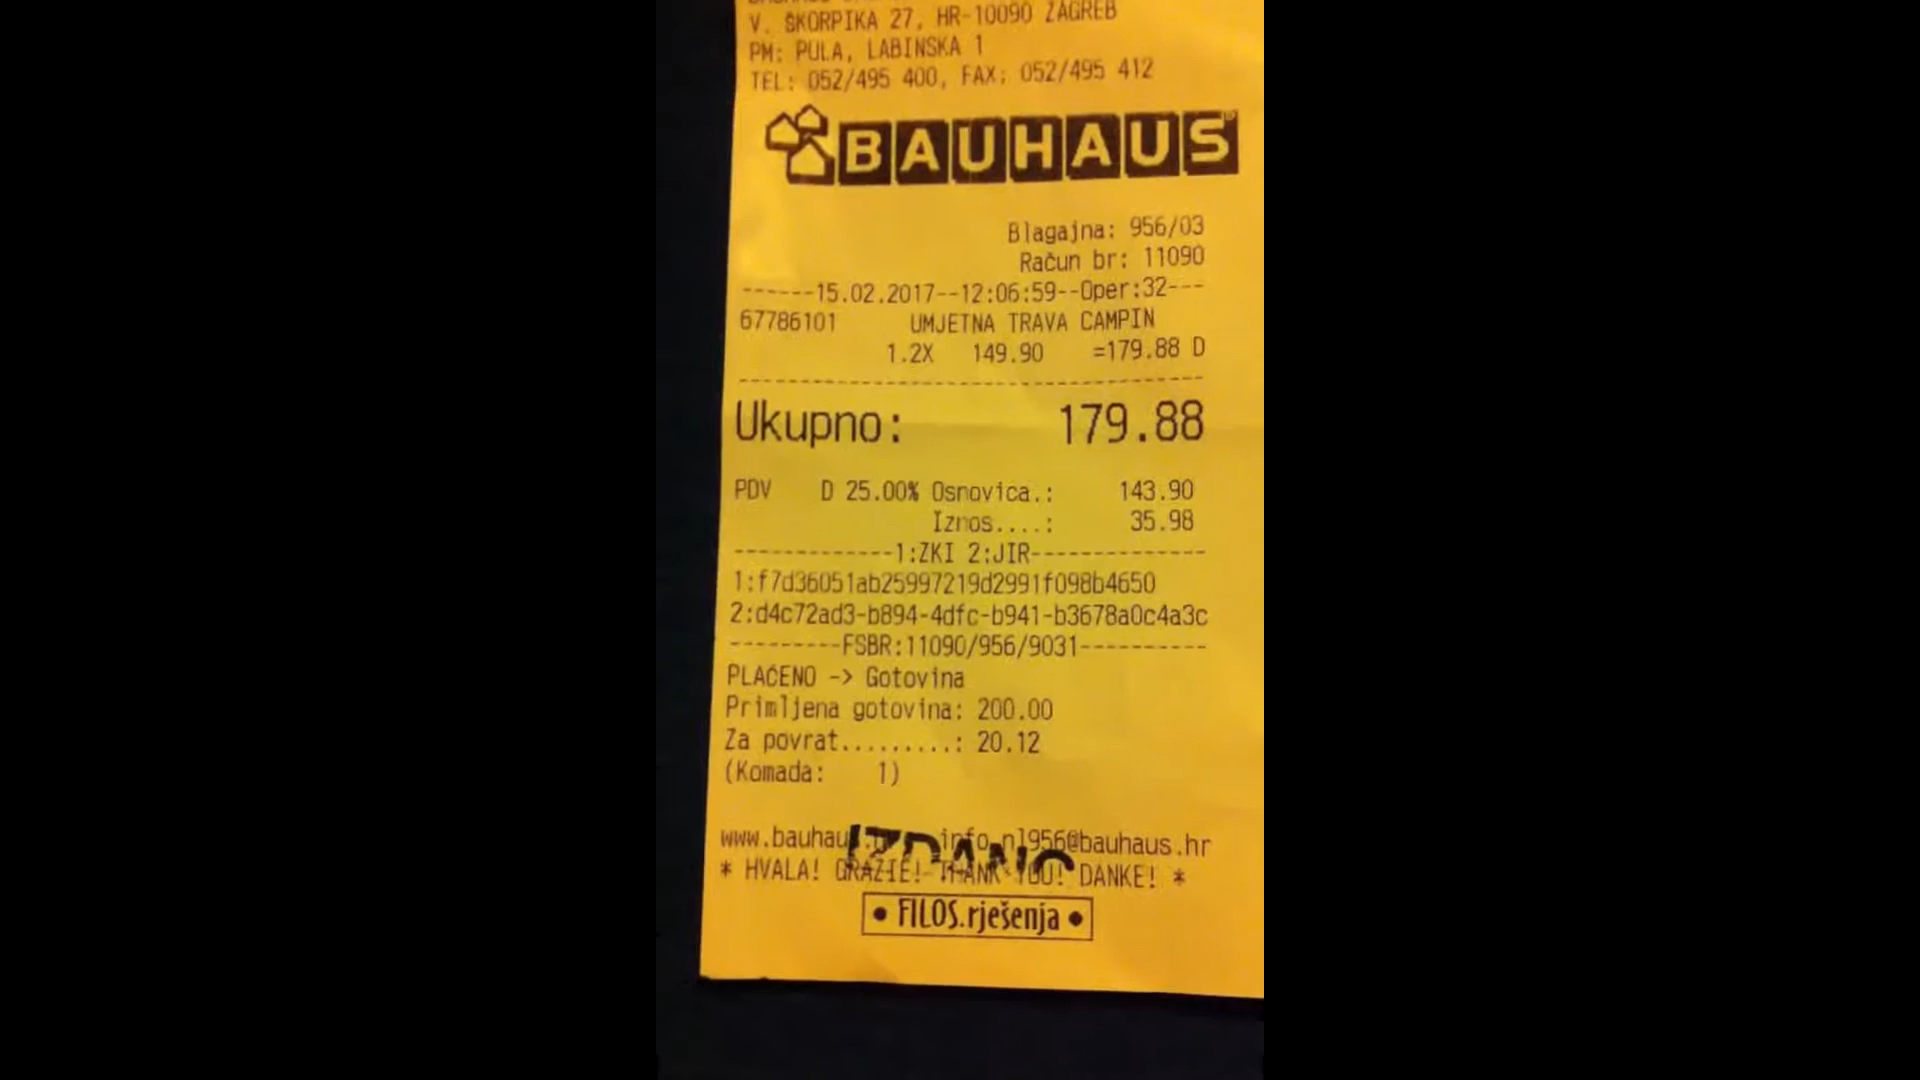 V. ŠKORPIKA 27, HR-10090 ZAGREB
PM: PULA, LABINSKA 1
TEL: 052/495 400, FAX: 052/495 412
BAUHAUS
Blagajna: 956/03
Račun br: 11090
------15.02.2017--12:06:59--Oper:32---
67786101 UMJETNA TRAVA CAMPIN
1.2X 149.90 =179.88 D
Ukupno: 179.88
PDV D 25.00% Osnovica.: 143.90
Iznos....: 35.98
-------------1:ZKI 2:JIR--------------
1:f7d36051ab25997219d2991f098b4650
2:d4c72ad3-b894-4dfc-b941-b3678a0c4a3c
---------FSBR:11090/956/9031----------
PLAĆENO -> Gotovina
Primljena gotovina: 200.00
Za povrat.........: 20.12
(Komada: 1)
info.nl956@bauhaus.hr
IZDANO
* HVALA! GRAZIE! THANK YOU! DANKE! *
• FILOS.rješenja •